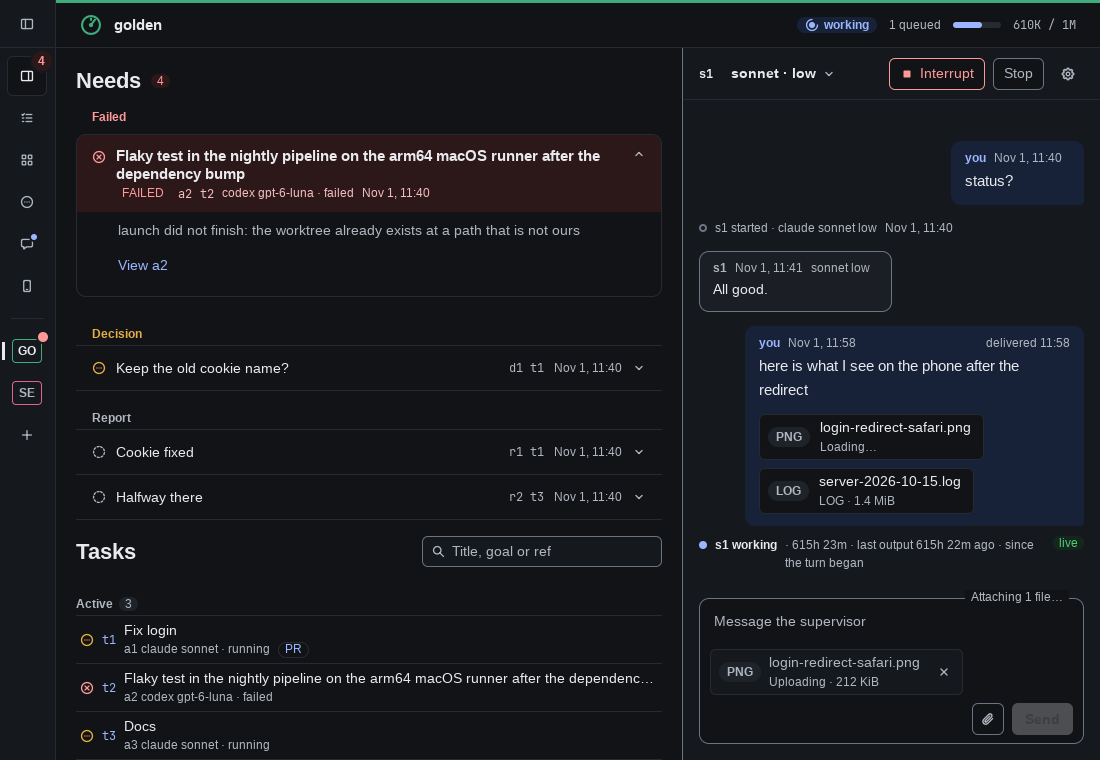 golden
working
1 queued
610K / 1M
4
GO
SE
Needs 4
Failed
Flaky test in the nightly pipeline on the arm64 macOS runner after the
dependency bump
FAILED a2 t2 codex gpt-6-luna · failed Nov 1, 11:40
launch did not finish: the worktree already exists at a path that is not ours
View a2
Decision
Keep the old cookie name? d1 t1 Nov 1, 11:40
Report
Cookie fixed r1 t1 Nov 1, 11:40
Halfway there r2 t3 Nov 1, 11:40
Tasks
Title, goal or ref
Active 3
t1 Fix login
a1 claude sonnet · running PR
t2 Flaky test in the nightly pipeline on the arm64 macOS runner after the dependenc…
a2 codex gpt-6-luna · failed
t3 Docs
a3 claude sonnet · running
s1 sonnet · low
Interrupt
Stop
you Nov 1, 11:40
status?
s1 started · claude sonnet low Nov 1, 11:40
s1 Nov 1, 11:41 sonnet low
All good.
you Nov 1, 11:58 delivered 11:58
here is what I see on the phone after the
redirect
PNG login-redirect-safari.png
Loading…
LOG server-2026-10-15.log
LOG · 1.4 MiB
s1 working · 615h 23m · last output 615h 22m ago · since
the turn began
live
Attaching 1 file…
Message the supervisor
PNG login-redirect-safari.png
Uploading · 212 KiB
Send